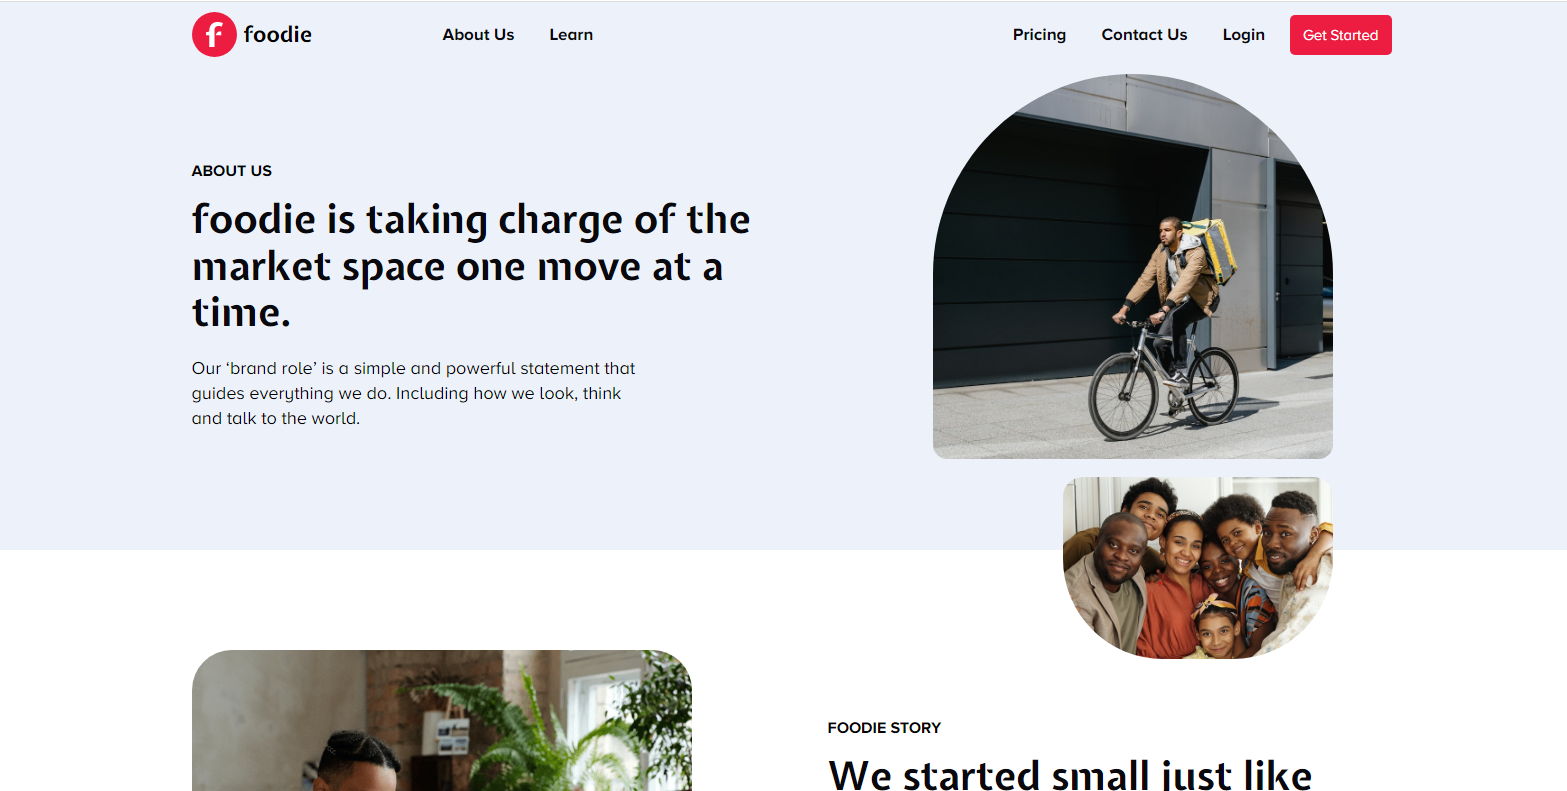 f foodie About Us Learn Pricing Contact Us Login Get Started
ABOUT US
foodie is taking charge of the
market space one move at a
time.
Our ‘brand role’ is a simple and powerful statement that
guides everything we do. Including how we look, think
and talk to the world.
FOODIE STORY
We started small just like